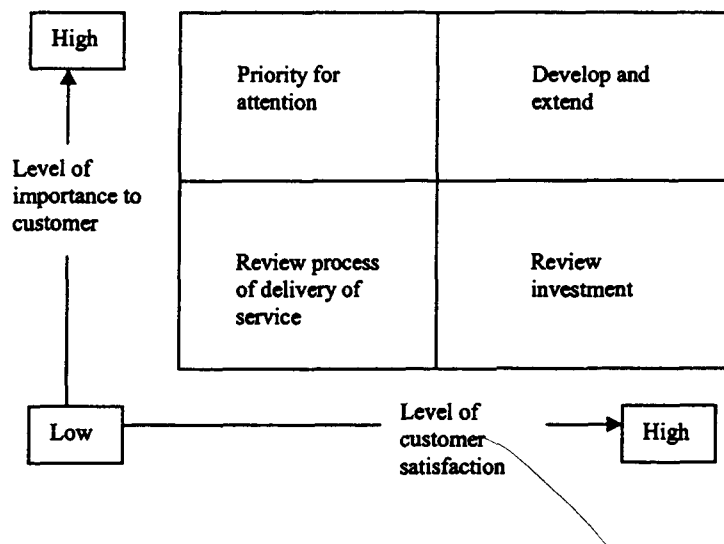 High
Priority for
attention
Develop and
extend
Level of
importance to
customer
Review process
of delivery of
service
Review
investment
Low
Level of
customer
satisfaction
High